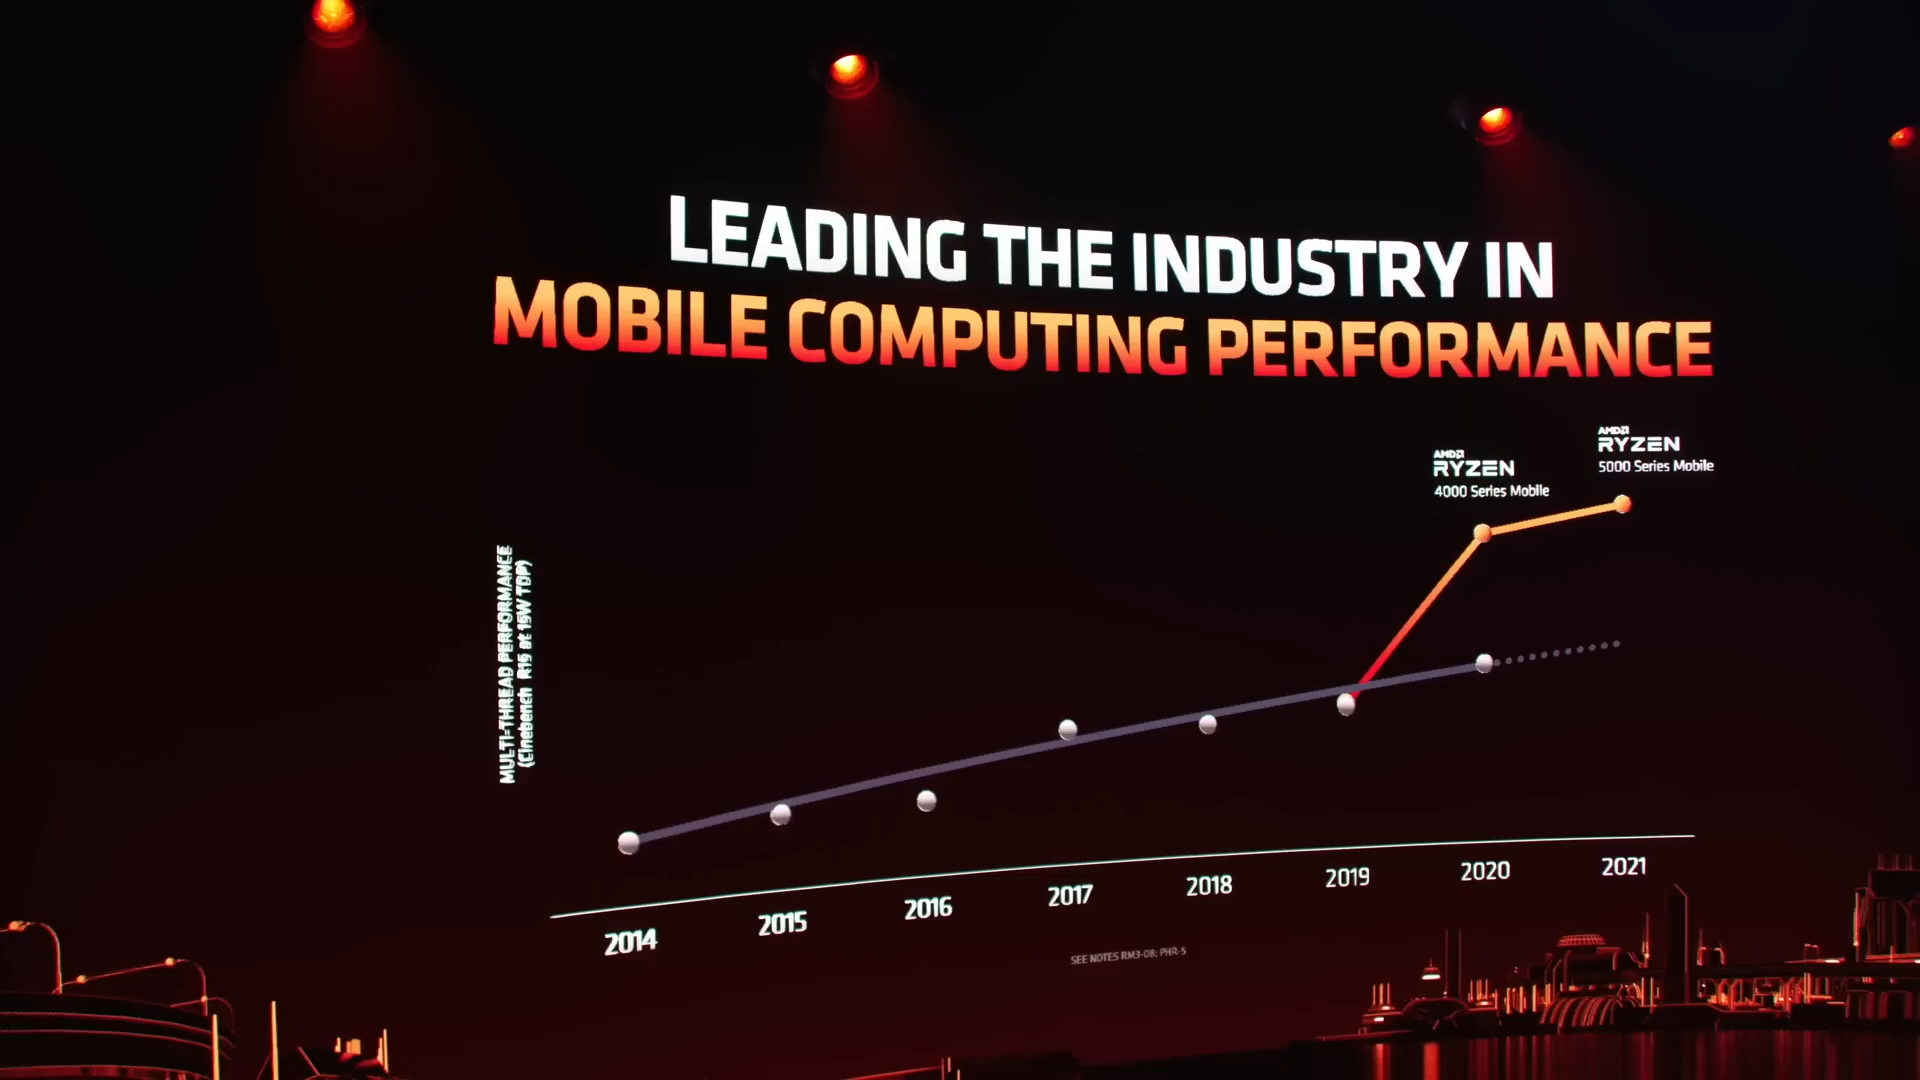 LEADING THE INDUSTRY IN
MOBILE COMPUTING PERFORMANCE
AMD
RYZEN
4000 Series Mobile
AMD
RYZEN
5000 Series Mobile
MULTI-THREAD PERFORMANCE
(Cinebench R15 at 15W TDP)
2014
2015
2016
2017
2018
2019
2020
2021
SEE NOTES RM3-08; PHR-5